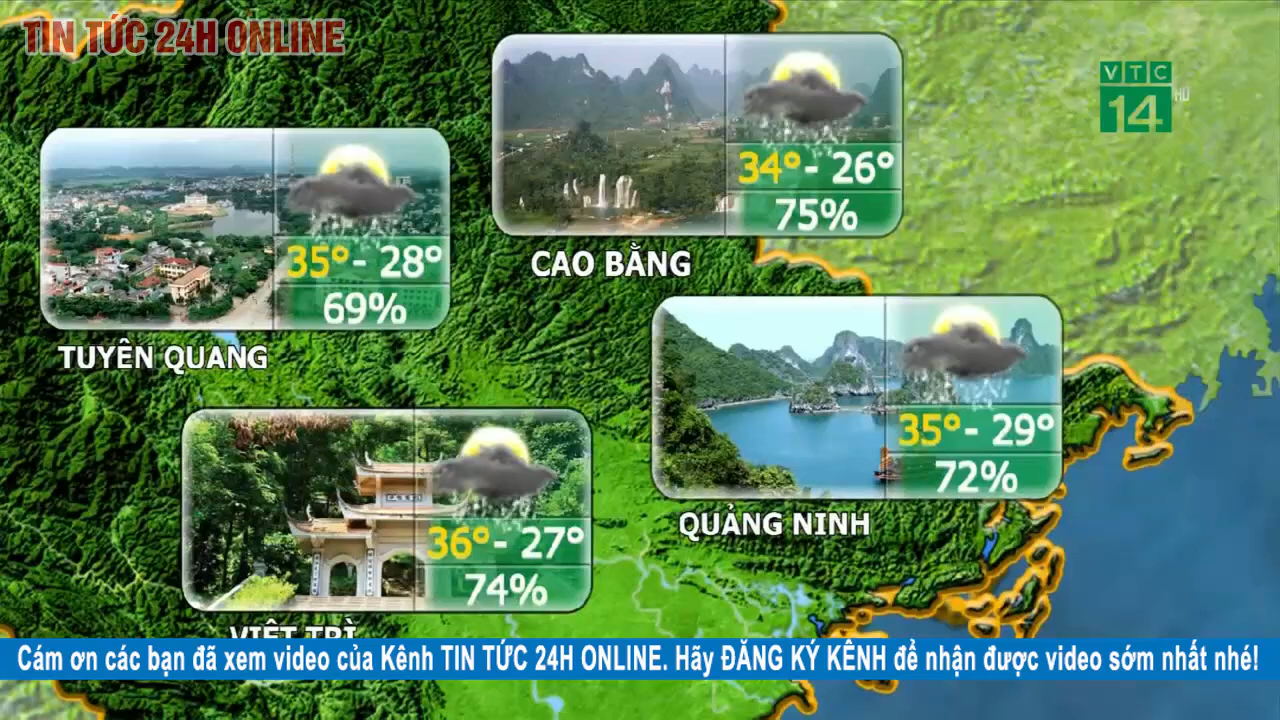 TIN TỨC 24H ONLINE
VTC
14
HD
34° - 26°
75%
CAO BẰNG
35° - 28°
69%
TUYÊN QUANG
35° - 29°
72%
QUẢNG NINH
36° - 27°
74%
VIỆT TRÌ
Cám ơn các bạn đã xem video của Kênh TIN TỨC 24H ONLINE. Hãy ĐĂNG KÝ KÊNH để nhận được video sớm nhất nhé!